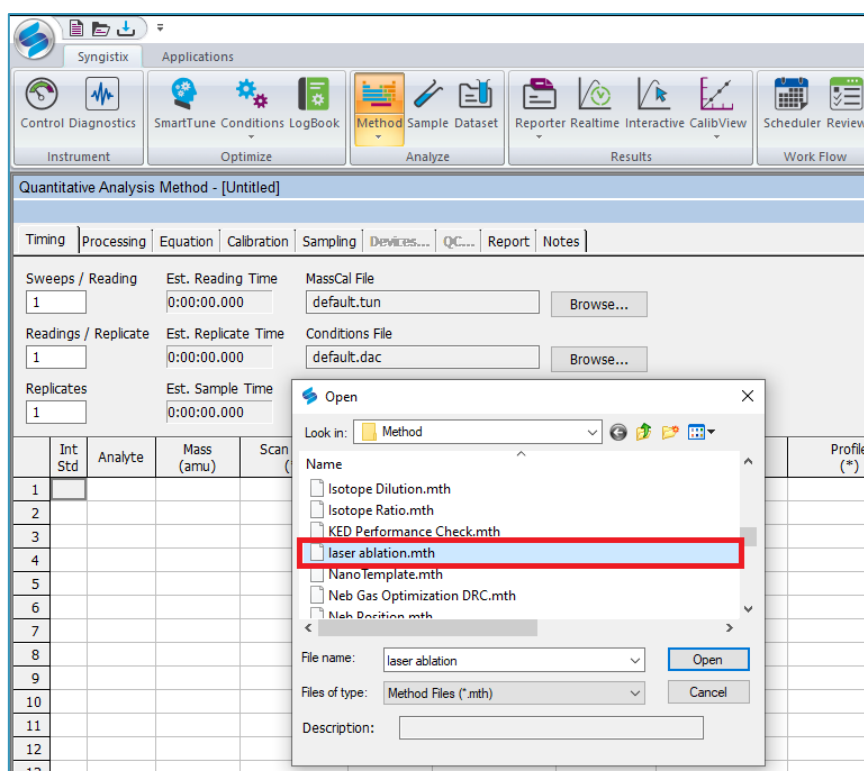 Syngistix Applications
Control Diagnostics SmartTune Conditions LogBook Method Sample Dataset Reporter Realtime Interactive CalibView Scheduler Review
Instrument Optimize Analyze Results Work Flow
Quantitative Analysis Method - [Untitled]
Timing Processing Equation Calibration Sampling Devices... QC... Report Notes
Sweeps / Reading Est. Reading Time MassCal File
1 0:00:00.000 default.tun Browse...
Readings / Replicate Est. Replicate Time Conditions File
1 0:00:00.000 default.dac Browse...
Replicates Est. Sample Time
1 0:00:00.000
Int Std Analyte Mass (amu) Scan Profile (*)
1
2
3
4
5
6
7
8
9
10
11
12
13
Open
Look in: Method
Name
Isotope Dilution.mth
Isotope Ratio.mth
KED Performance Check.mth
laser ablation.mth
NanoTemplate.mth
Neb Gas Optimization DRC.mth
Neb Position.mth
File name: laser ablation Open
Files of type: Method Files (*.mth) Cancel
Description: